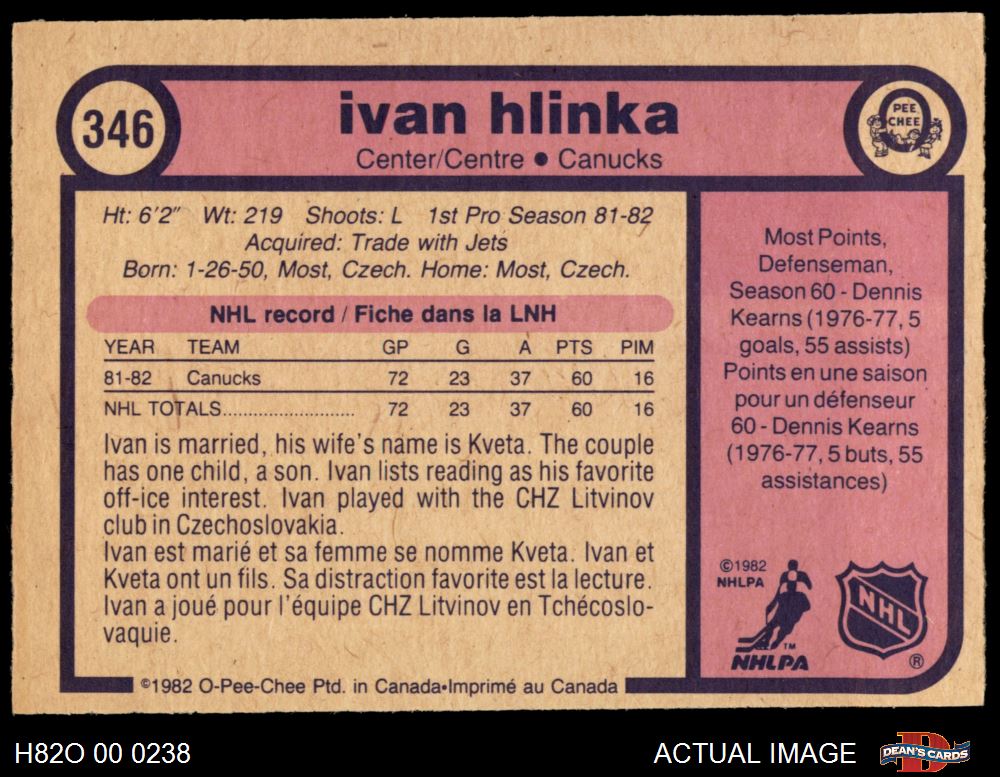 346
ivan hlinka
Center/Centre ● Canucks
PEE
CHEE
Ht: 6'2" Wt: 219 Shoots: L 1st Pro Season 81-82
Acquired: Trade with Jets
Born: 1-26-50, Most, Czech. Home: Most, Czech.
NHL record / Fiche dans la LNH
YEAR TEAM GP G A PTS PIM
81-82 Canucks 72 23 37 60 16
NHL TOTALS........................ 72 23 37 60 16
Ivan is married, his wife's name is Kveta. The couple
has one child, a son. Ivan lists reading as his favorite
off-ice interest. Ivan played with the CHZ Litvinov
club in Czechoslovakia.
Ivan est marié et sa femme se nomme Kveta. Ivan et
Kveta ont un fils. Sa distraction favorite est la lecture.
Ivan a joué pour l'équipe CHZ Litvinov en Tchécoslo-
vaquie.
©1982 O-Pee-Chee Ptd. in Canada•Imprimé au Canada
Most Points,
Defenseman,
Season 60 - Dennis
Kearns (1976-77, 5
goals, 55 assists)
Points en une saison
pour un défenseur
60 - Dennis Kearns
(1976-77, 5 buts, 55
assistances)
©1982
NHLPA
TM
NHLPA
NHL
®
H82O 00 0238
ACTUAL IMAGE
DEAN'S CARDS